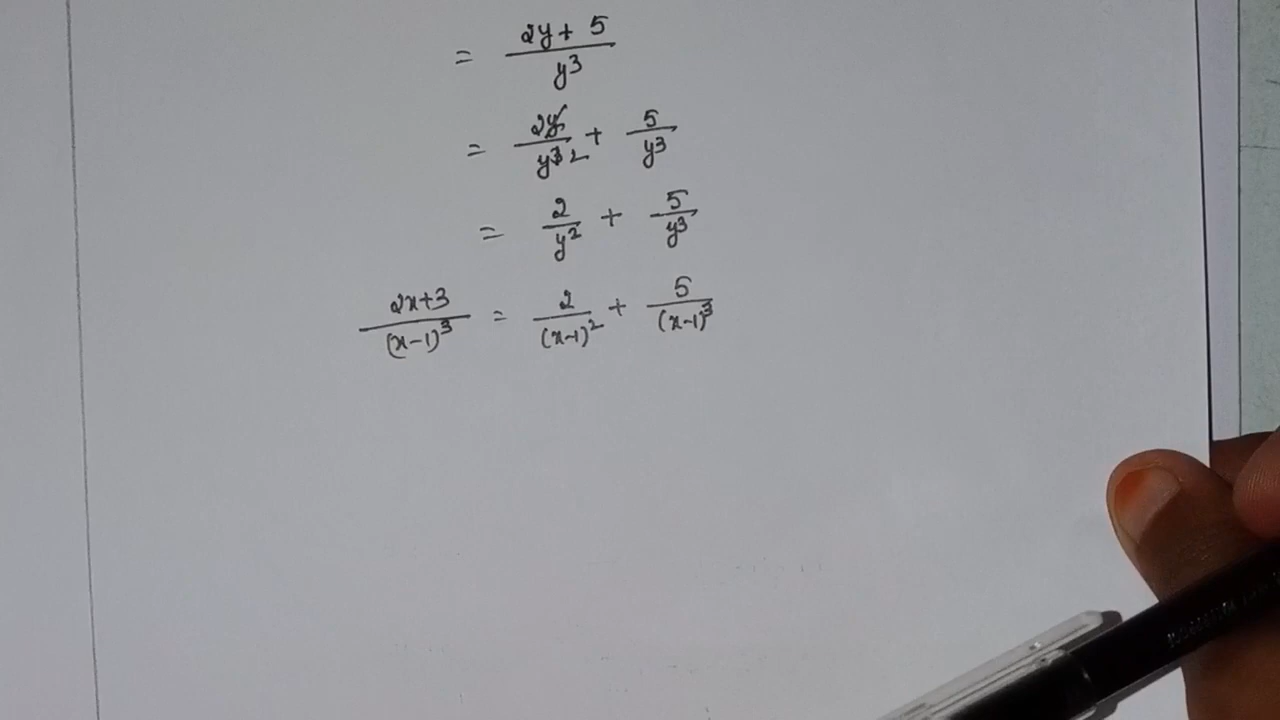 = 2y + 5 / y³
= 2y / y³ 2 + 5 / y³
= 2 / y² + 5 / y³
2x+3 / (x-1)³ = 2 / (x-1)² + 5 / (x-1)³